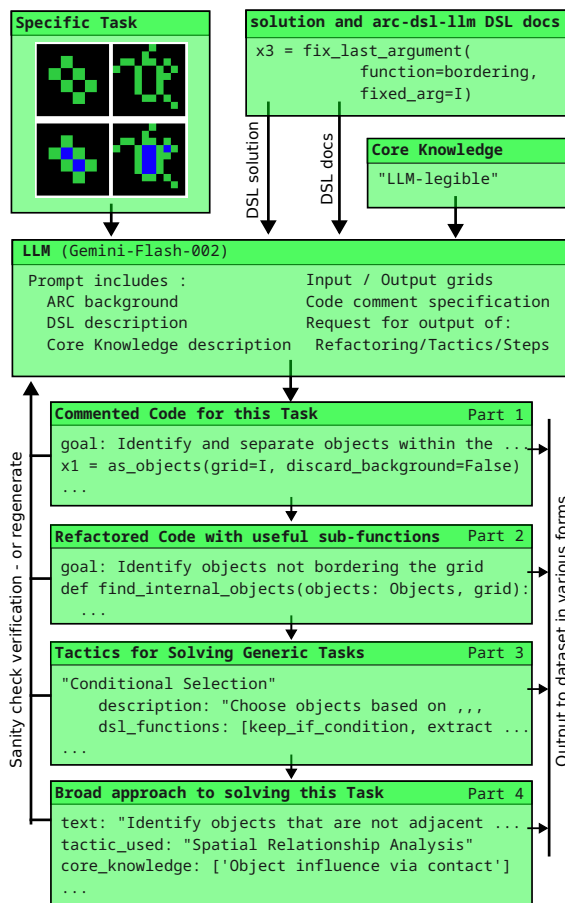 Specific Task
solution and arc-dsl-llm DSL docs
x3 = fix_last_argument(
function=bordering,
fixed_arg=I)
DSL solution
DSL docs
Core Knowledge
"LLM-legible"
LLM (Gemini-Flash-002)
Prompt includes :
ARC background
DSL description
Core Knowledge description
Input / Output grids
Code comment specification
Request for output of:
Refactoring/Tactics/Steps
Sanity check verification - or regenerate
Output to dataset in various forms
Commented Code for this Task Part 1
goal: Identify and separate objects within the ...
x1 = as_objects(grid=I, discard_background=False)
...
Refactored Code with useful sub-functions Part 2
goal: Identify objects not bordering the grid
def find_internal_objects(objects: Objects, grid):
...
Tactics for Solving Generic Tasks Part 3
"Conditional Selection"
description: "Choose objects based on ,,,
dsl_functions: [keep_if_condition, extract ...
...
Broad approach to solving this Task Part 4
text: "Identify objects that are not adjacent ...
tactic_used: "Spatial Relationship Analysis"
core_knowledge: ['Object influence via contact']
...